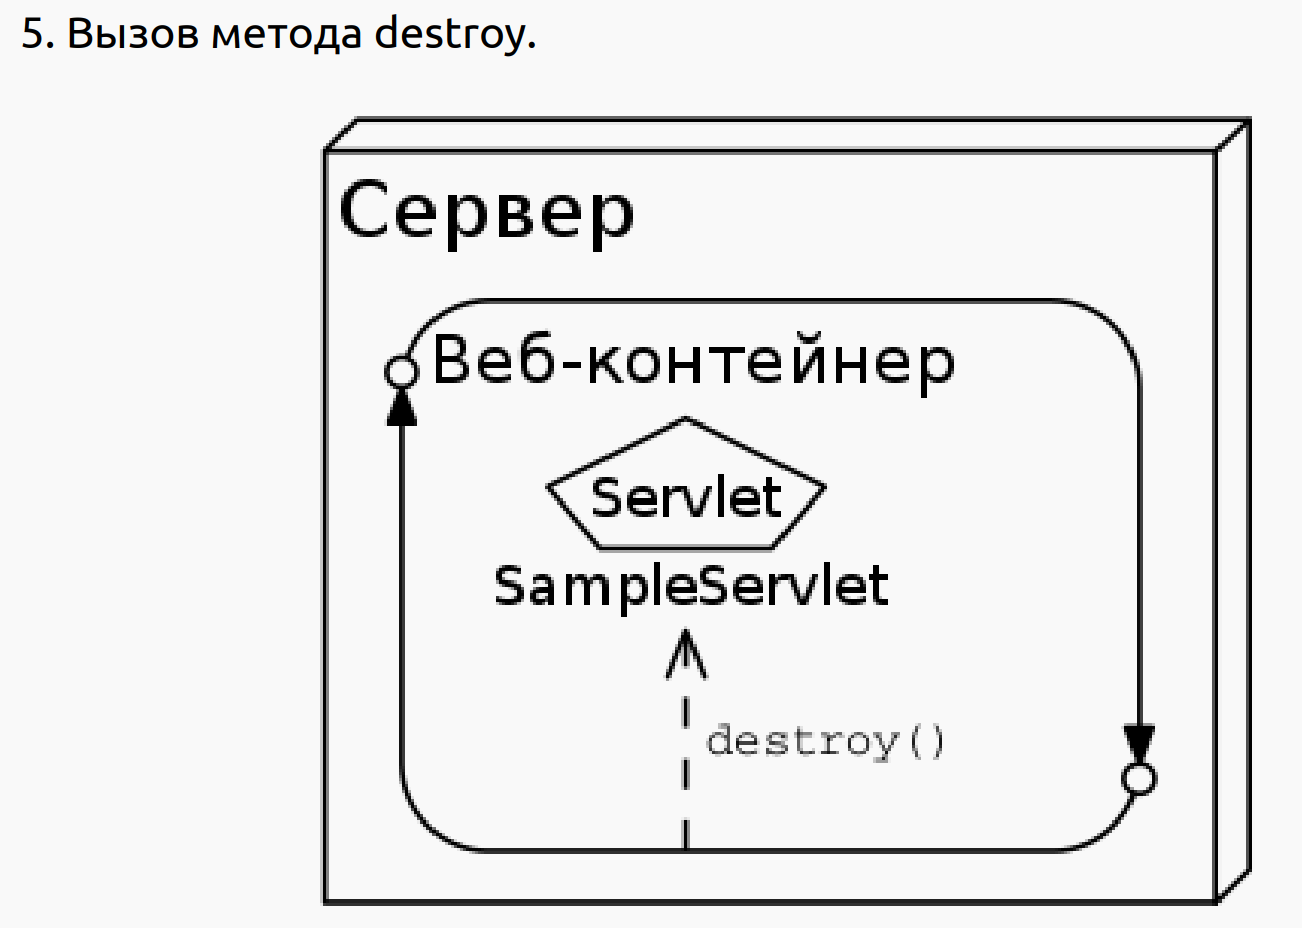 5. Вызов метода destroy.
Сервер
Веб-контейнер
Servlet
SampleServlet
destroy()